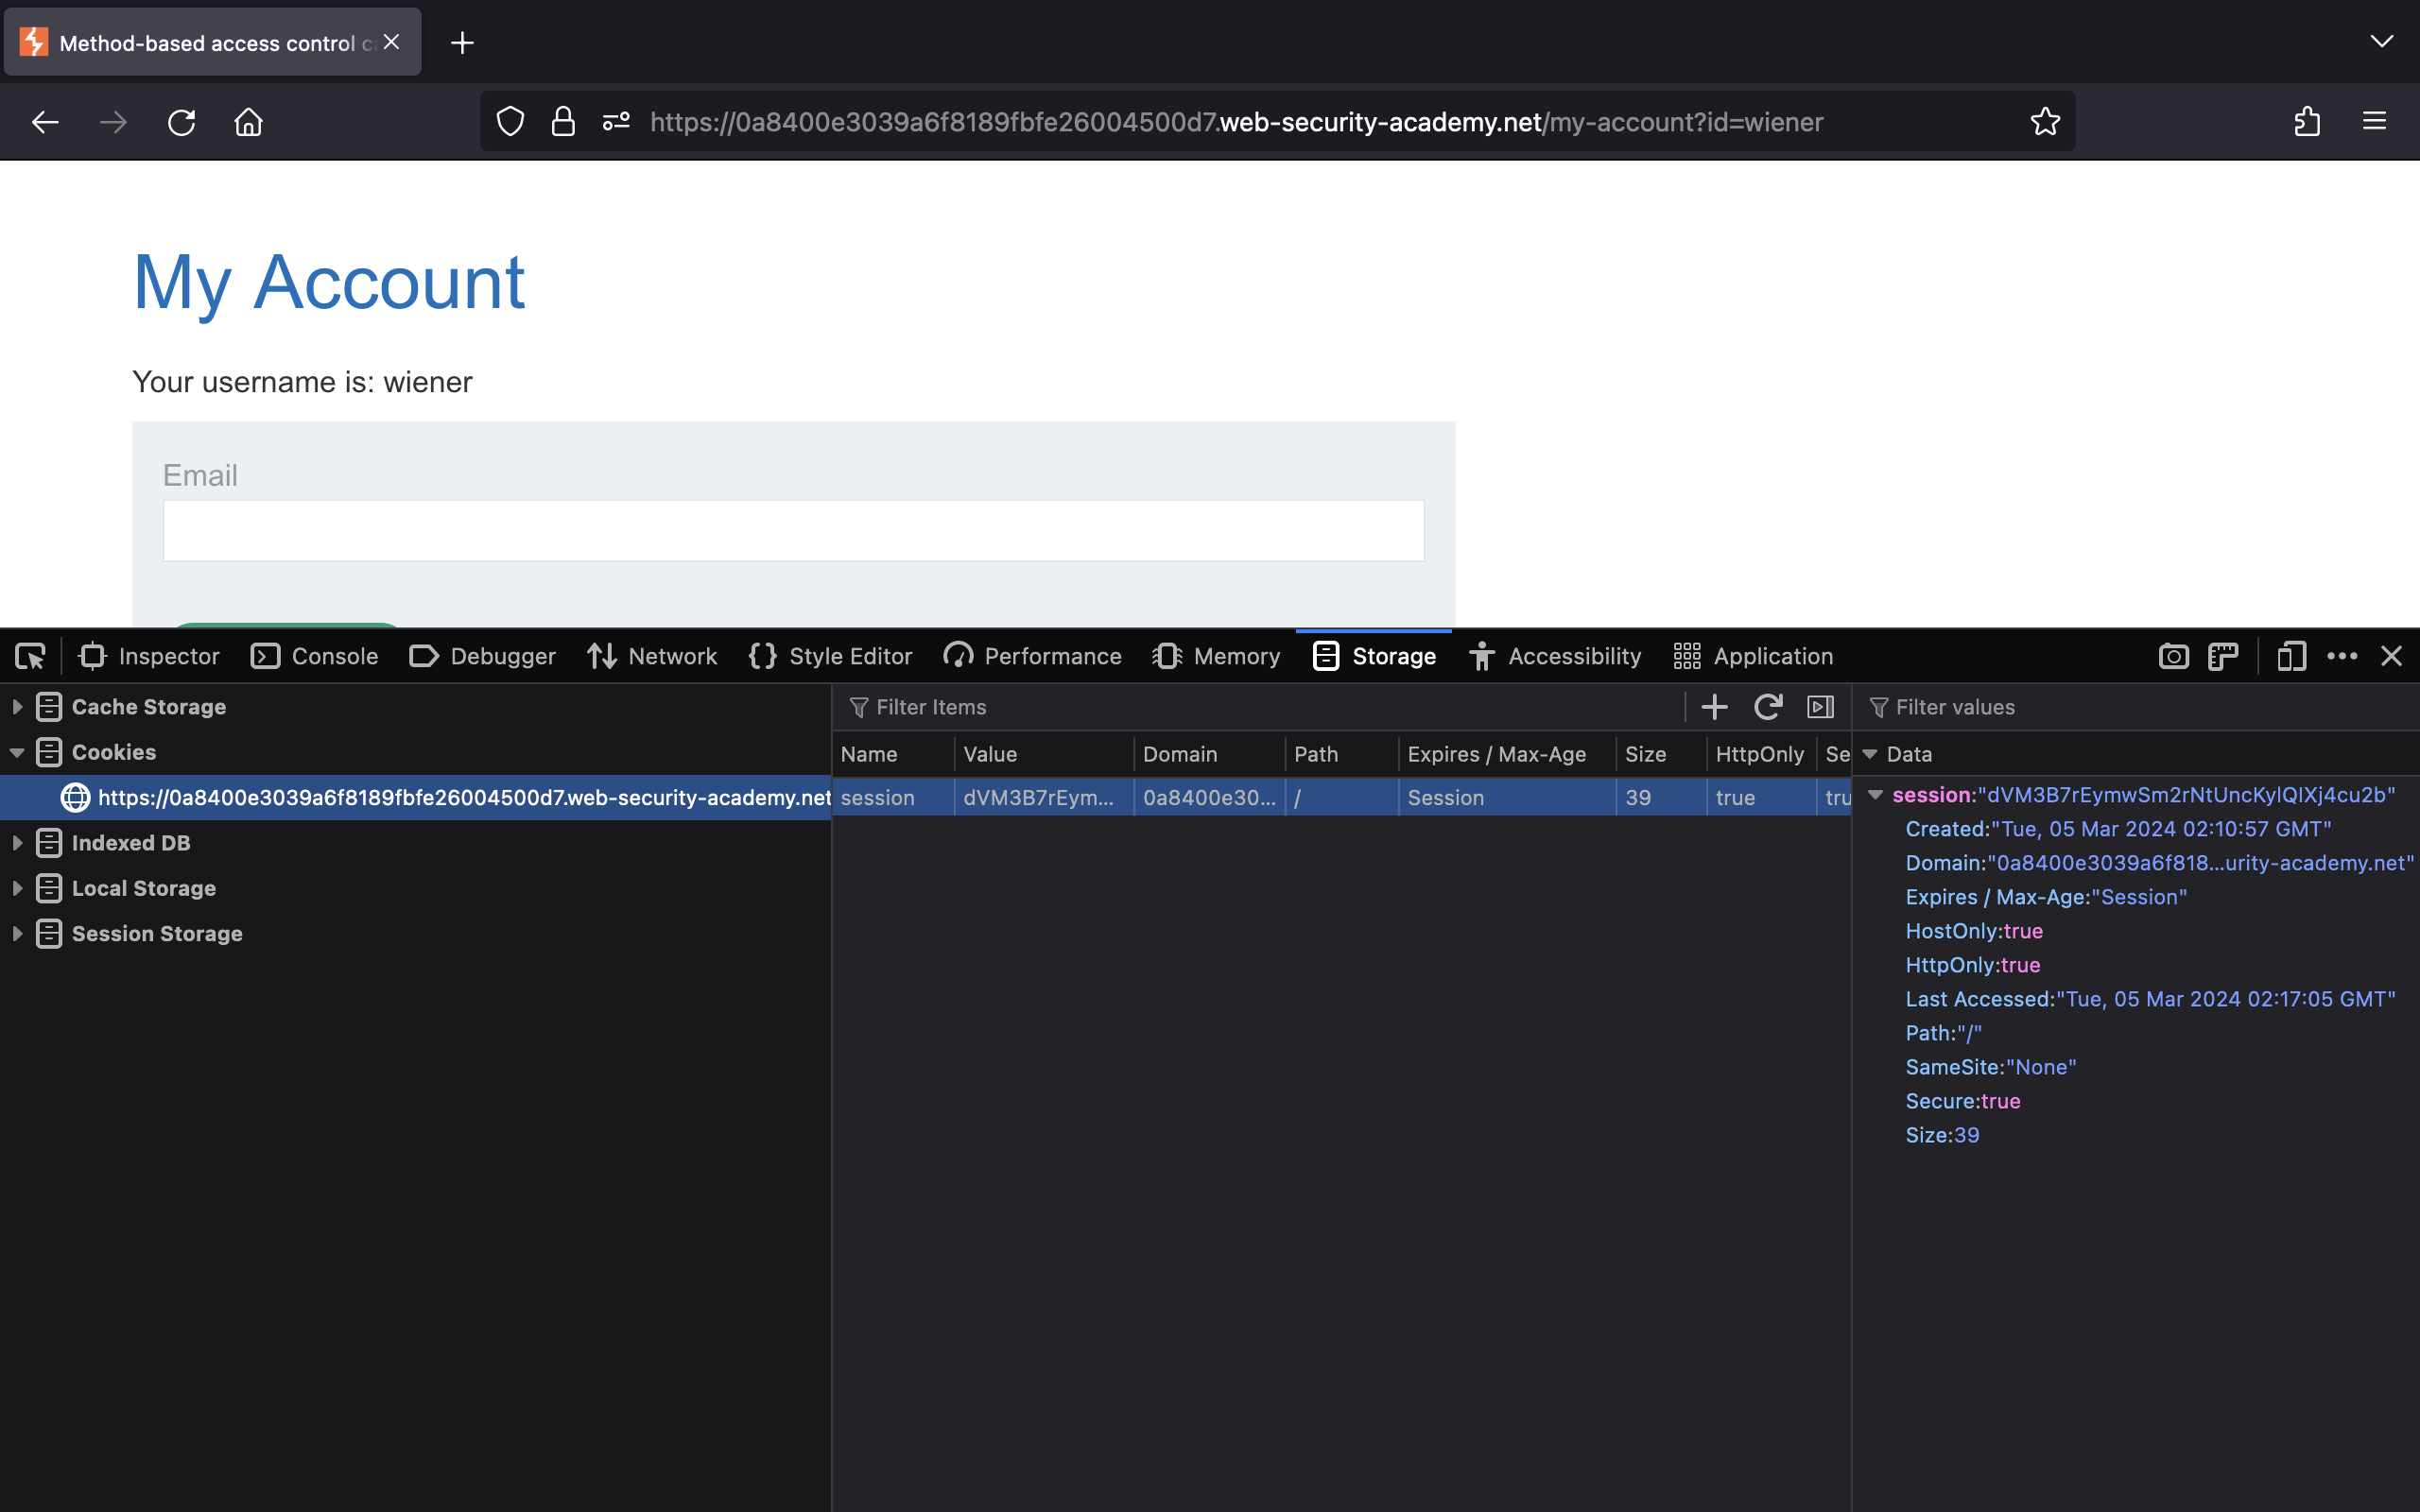 Method-based access control c
https://0a8400e3039a6f8189fbfe26004500d7.web-security-academy.net/my-account?id=wiener
My Account
Your username is: wiener
Email
Inspector Console Debugger Network Style Editor Performance Memory Storage Accessibility Application
Cache Storage
Cookies
https://0a8400e3039a6f8189fbfe26004500d7.web-security-academy.net
Indexed DB
Local Storage
Session Storage
Filter Items
Name Value Domain Path Expires / Max-Age Size HttpOnly Se
session dVM3B7rEym... 0a8400e30... / Session 39 true tru
Filter values
Data
session:"dVM3B7rEymwSm2rNtUncKylQIXj4cu2b"
Created:"Tue, 05 Mar 2024 02:10:57 GMT"
Domain:"0a8400e3039a6f818...urity-academy.net"
Expires / Max-Age:"Session"
HostOnly:true
HttpOnly:true
Last Accessed:"Tue, 05 Mar 2024 02:17:05 GMT"
Path:"/"
SameSite:"None"
Secure:true
Size:39